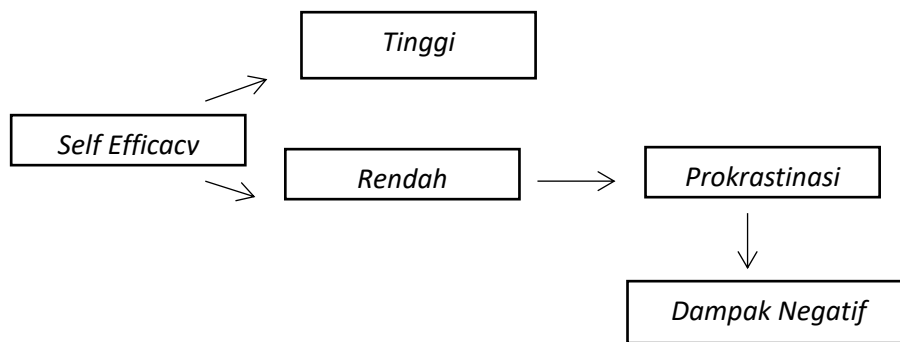 Tinggi
Self Efficacy
Rendah
Prokrastinasi
Dampak Negatif